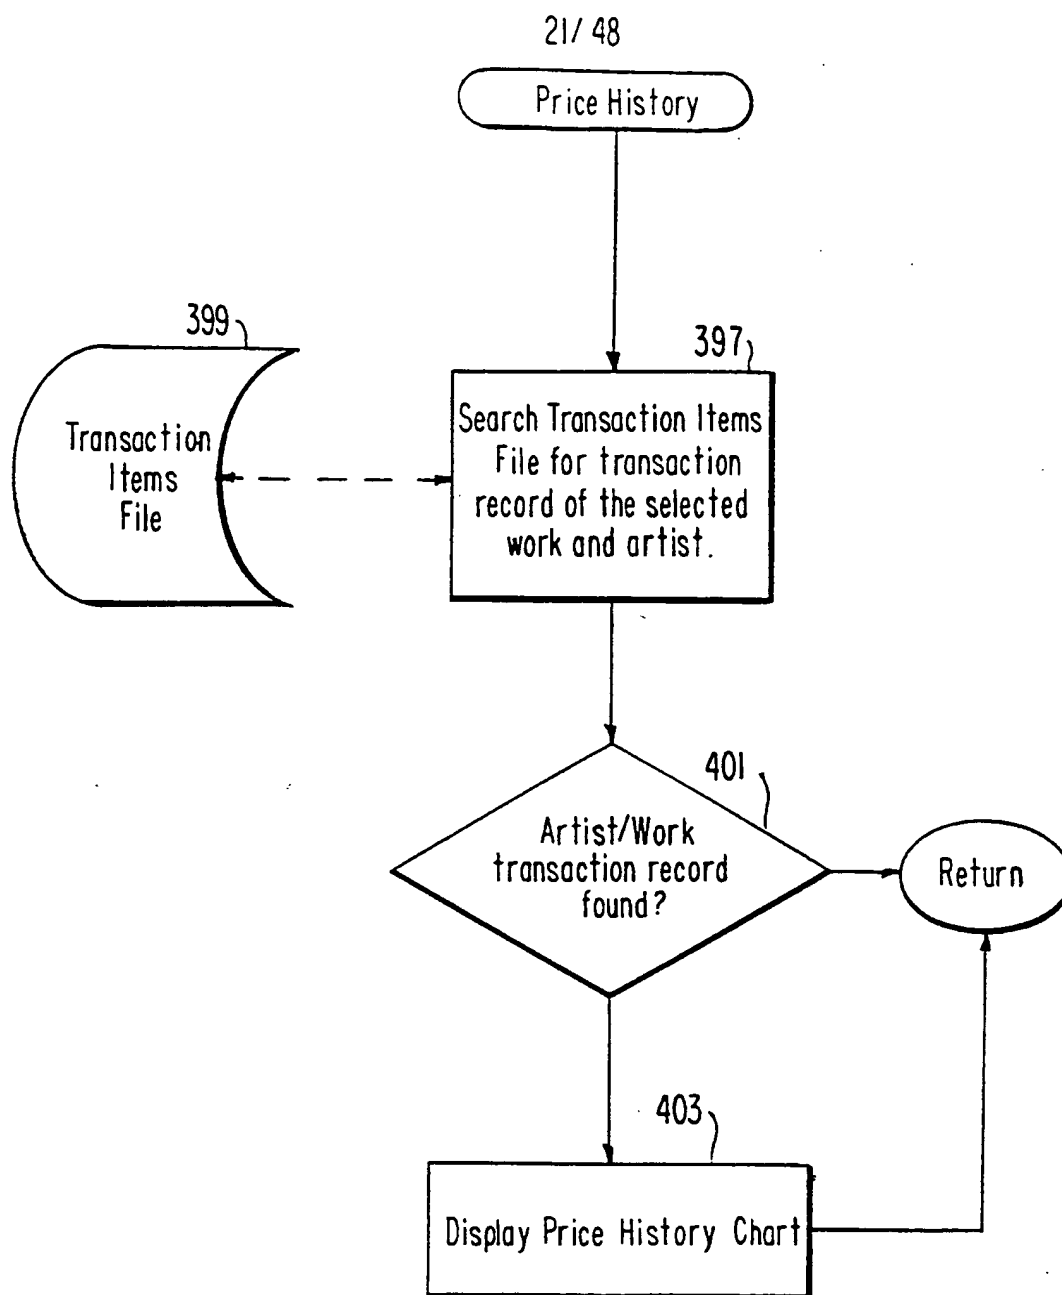 21/48
Price History
399
397
Transaction
Items
File
Search Transaction Items
File for transaction
record of the selected
work and artist.
401
Artist/Work
transaction record
found?
Return
403
Display Price History Chart